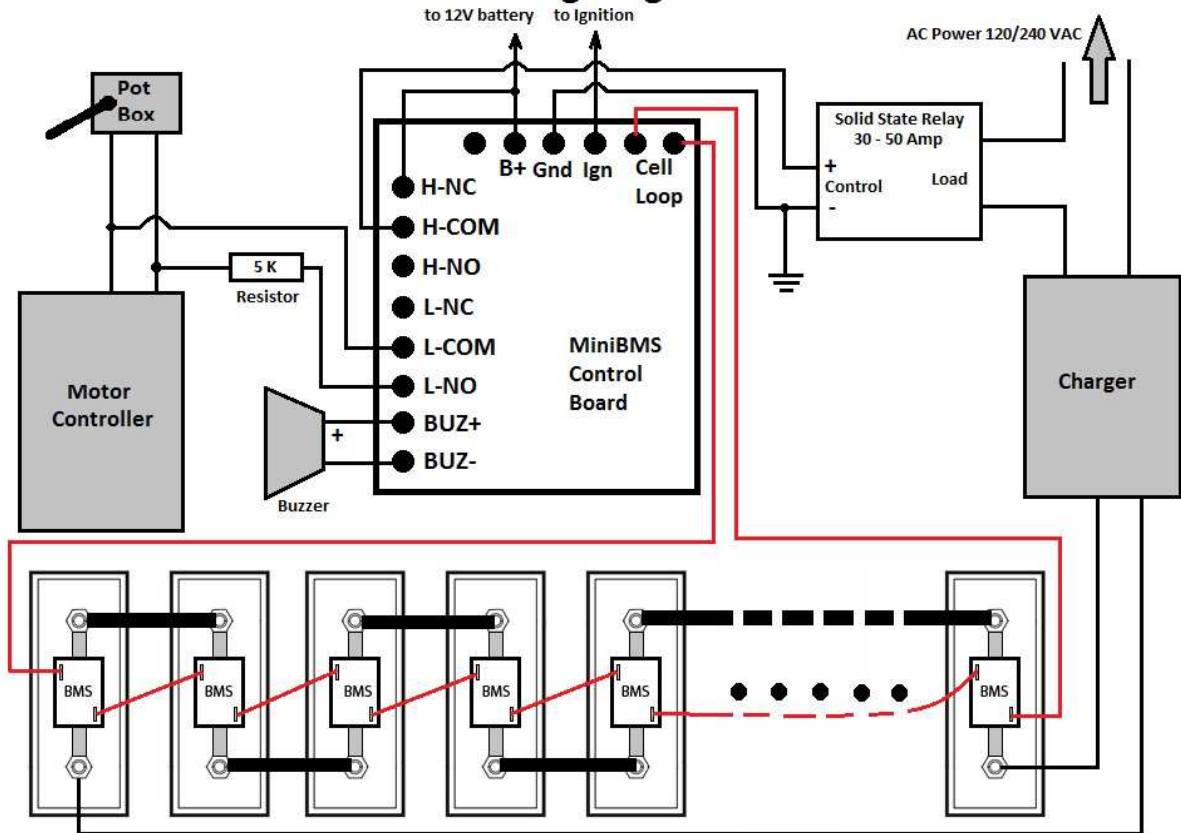 to 12V battery
to Ignition
AC Power 120/240 VAC
Pot
Box
Solid State Relay
30 - 50 Amp
+
Control
Load
-
B+
Gnd
Ign
Cell
Loop
H-NC
H-COM
H-NO
L-NC
L-COM
L-NO
BUZ+
BUZ-
MiniBMS
Control
Board
5 K
Resistor
Motor
Controller
+
Buzzer
Charger
BMS
BMS
BMS
BMS
BMS
BMS